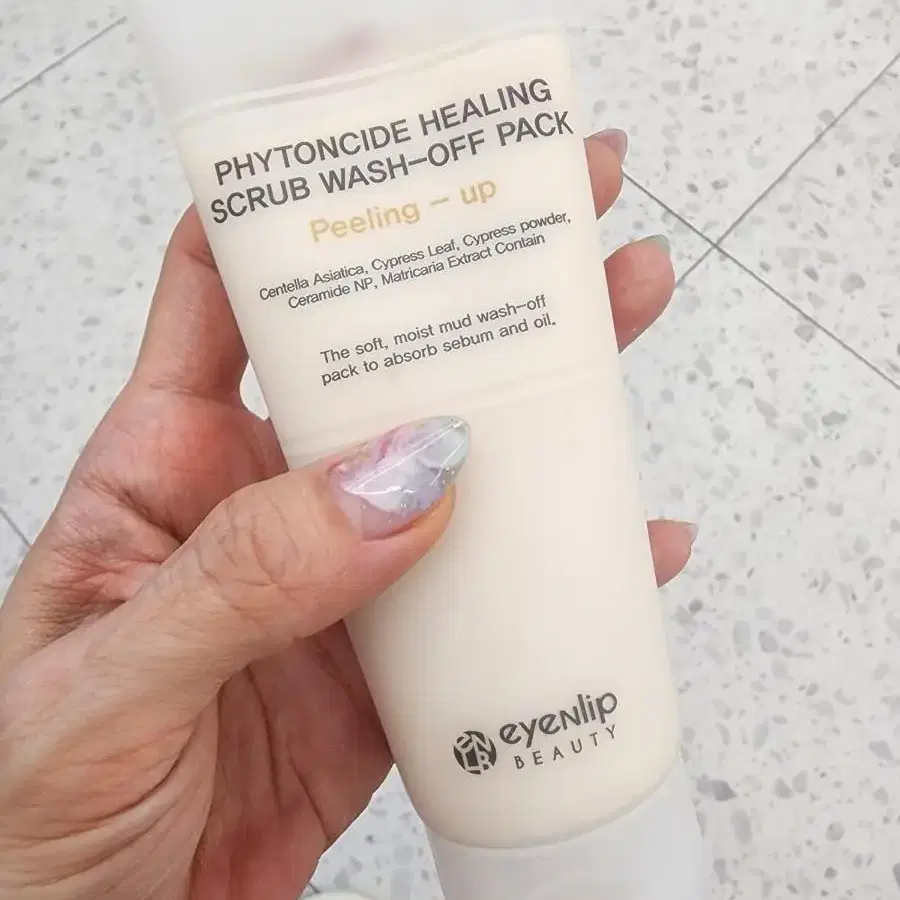 PHYTONCIDE HEALING
SCRUB WASH-OFF PACK
Peeling - up
Centella Asiatica, Cypress Leaf, Cypress powder,
Ceramide NP, Matricaria Extract Contain
The soft, moist mud wash-off
pack to absorb sebum and oil.
eyenlip
BEAUTY